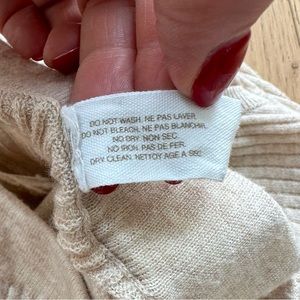 DO NOT WASH. NE PAS LAVER.
DO NOT BLEACH. NE PAS BLANCHIR.
NO DRY. NON SEC.
NO IRON. PAS DE FER.
DRY CLEAN. NETTOY AGE A SEC